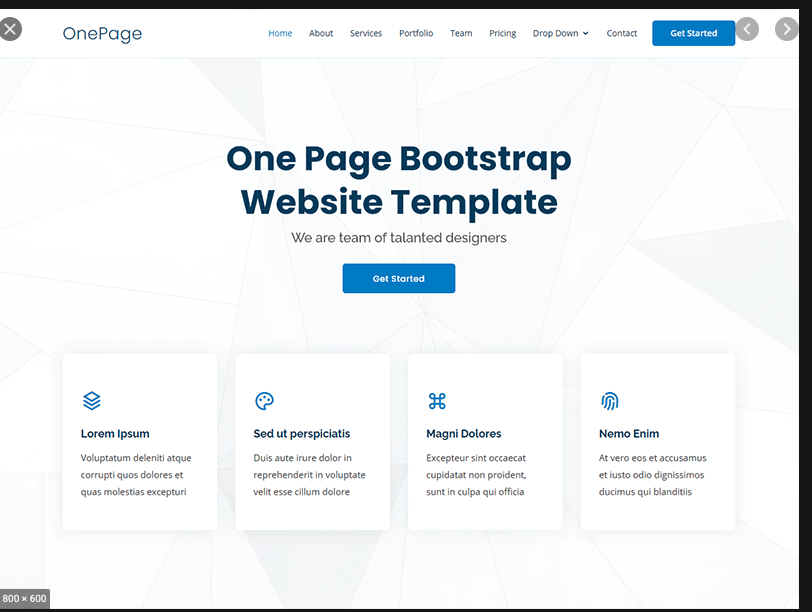 OnePage
Home About Services Portfolio Team Pricing Drop Down Contact Get Started
One Page Bootstrap
Website Template
We are team of talanted designers
Get Started
Lorem Ipsum
Voluptatum deleniti atque
corrupti quos dolores et
quas molestias excepturi
Sed ut perspiciatis
Duis aute irure dolor in
reprehenderit in voluptate
velit esse cillum dolore
Magni Dolores
Excepteur sint occaecat
cupidatat non proident,
sunt in culpa qui officia
Nemo Enim
At vero eos et accusamus
et iusto odio dignissimos
ducimus qui blanditiis
800 × 600